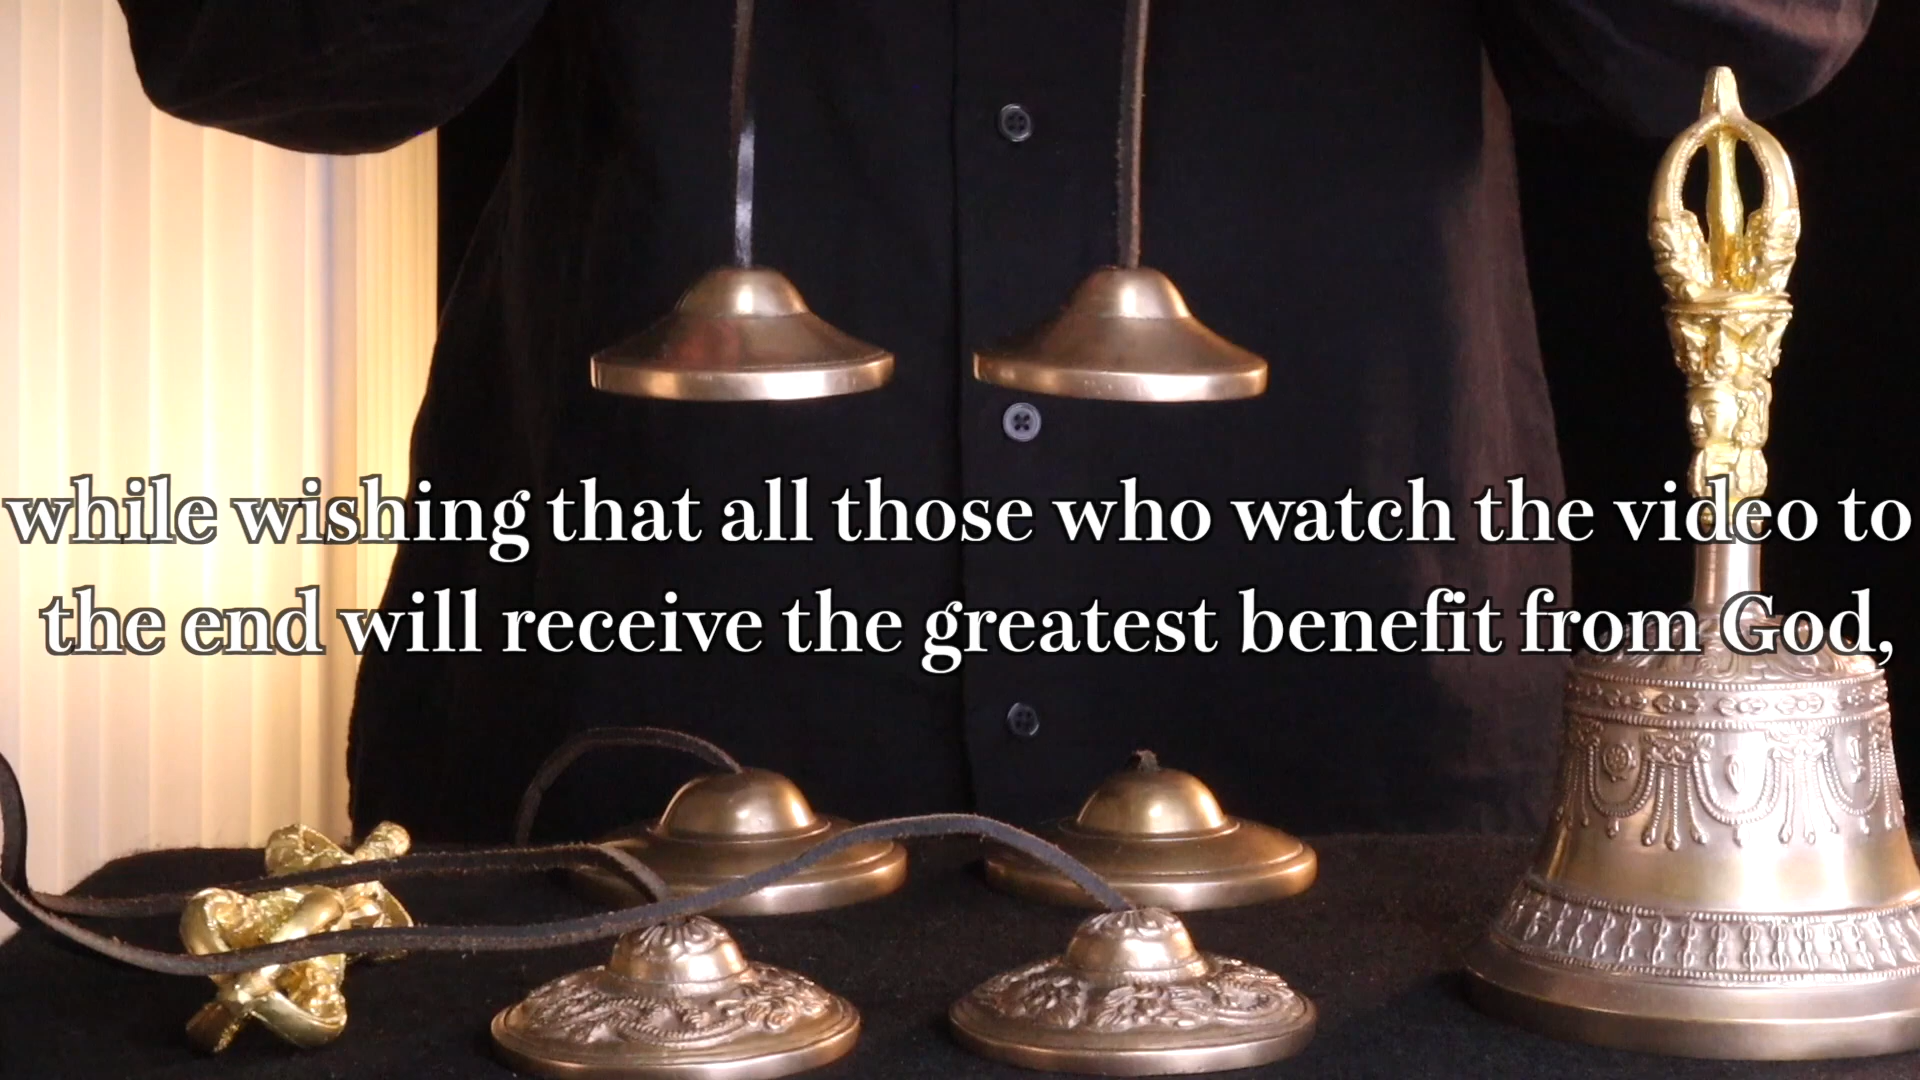 while wishing that all those who watch the video to
the end will receive the greatest benefit from God,